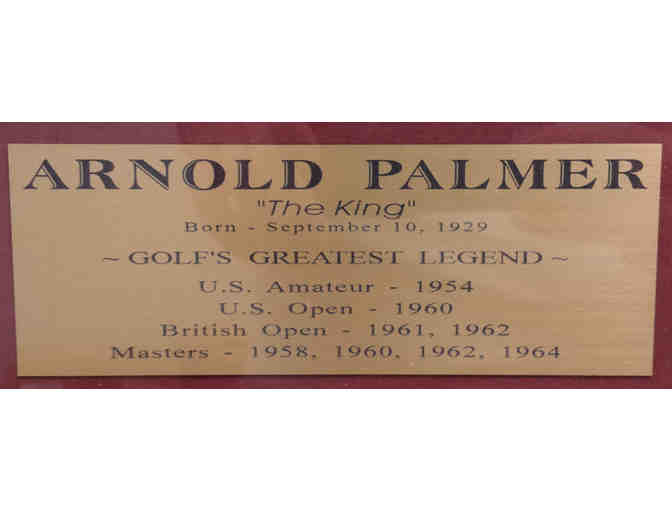 ARNOLD PALMER
"The King"
Born - September 10, 1929
~ GOLF'S GREATEST LEGEND ~
U.S. Amateur - 1954
U.S. Open - 1960
British Open - 1961, 1962
Masters - 1958, 1960, 1962, 1964